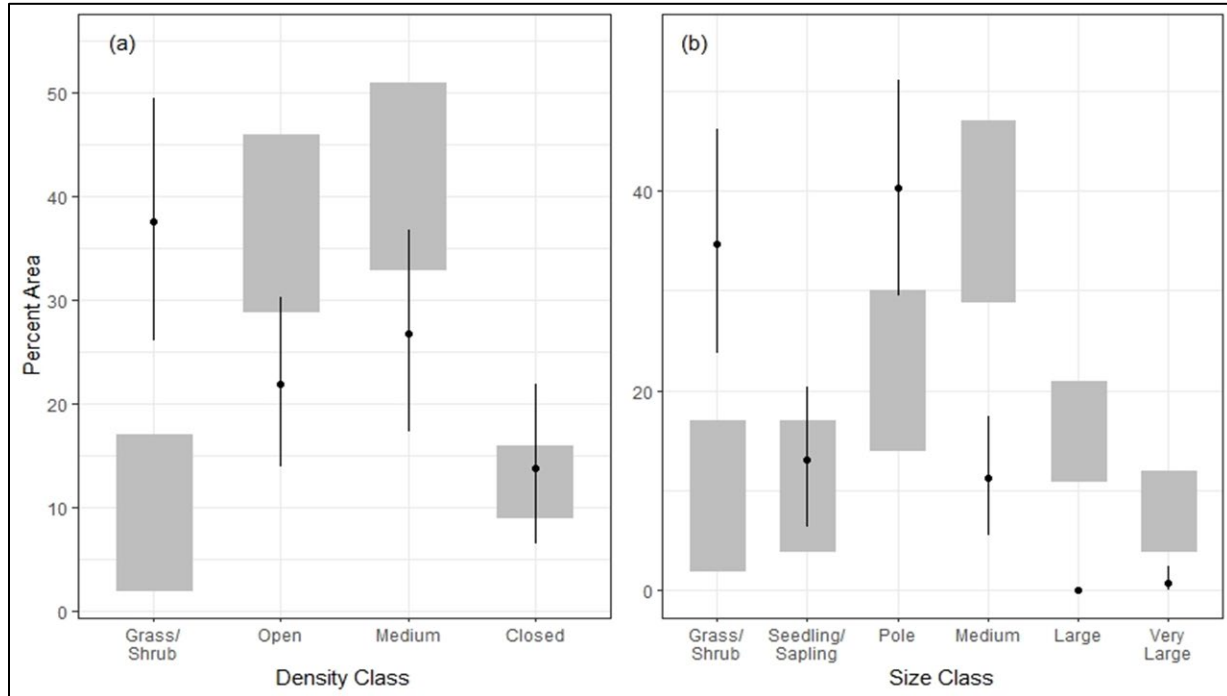 (a)
Percent Area
50
40
30
20
10
0
Grass/
Shrub
Open
Medium
Closed
Density Class
(b)
40
20
0
Grass/
Shrub
Seedling/
Sapling
Pole
Medium
Large
Very
Large
Size Class